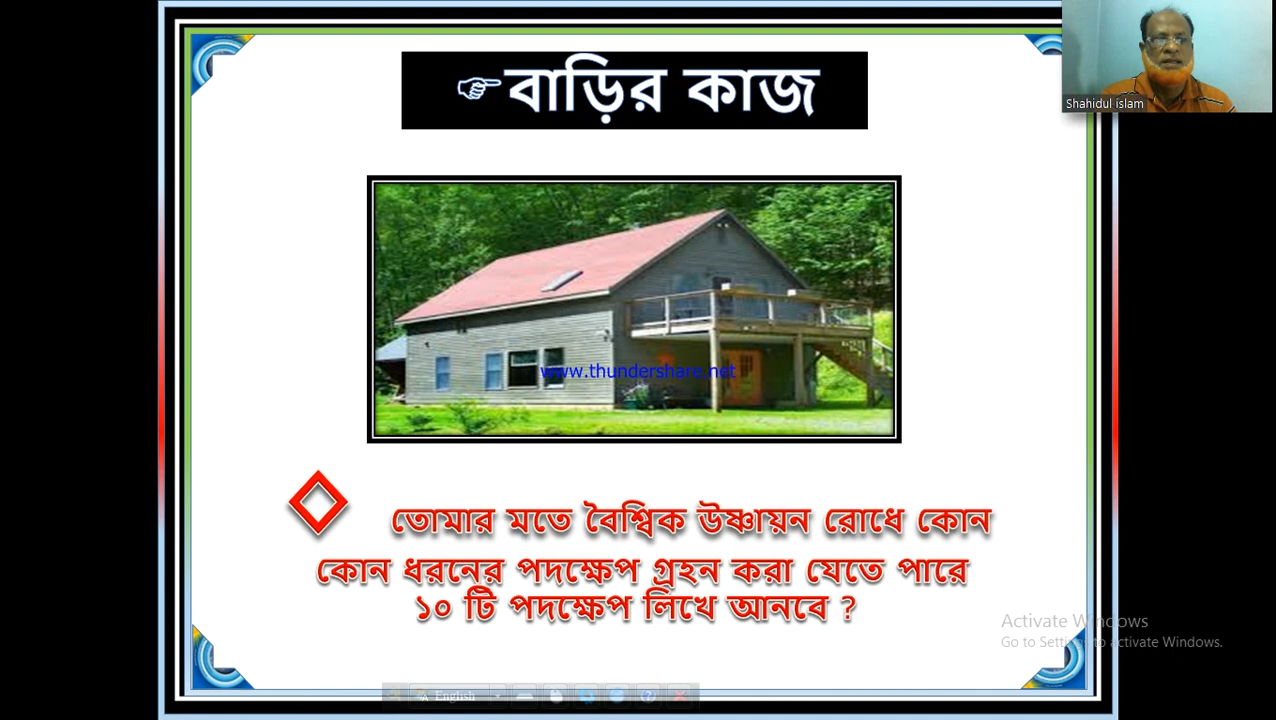 বাড়ির কাজ
Shahidul islam
www.thundershare.net
তোমার মতে বৈশ্বিক উষ্ণায়ন রোধে কোন
কোন ধরনের পদক্ষেপ গ্রহন করা যেতে পারে
১০ টি পদক্ষেপ লিখে আনবে ?
Activate Windows
Go to Settings to activate Windows.
English